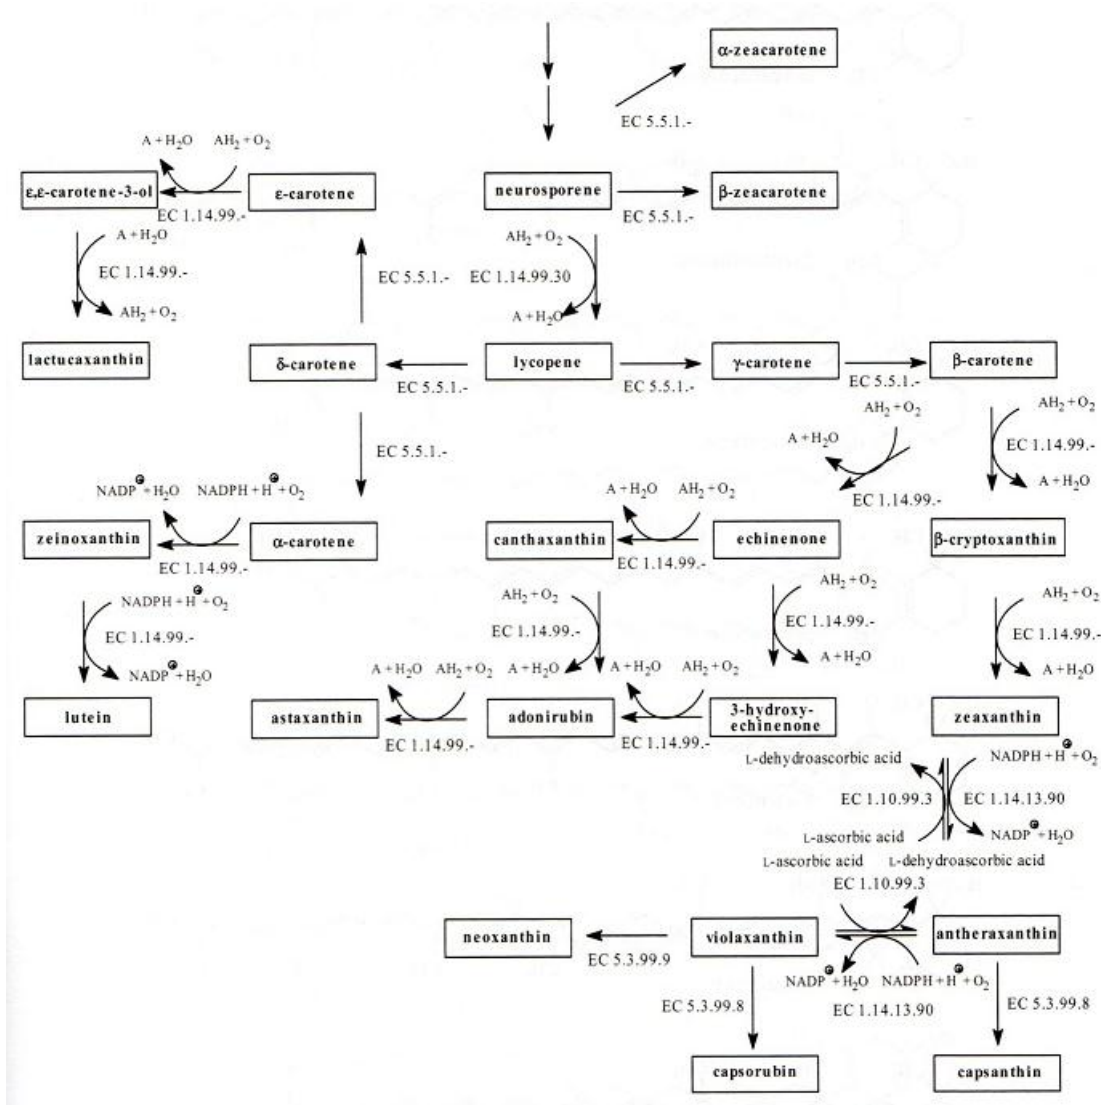 α-zeacarotene
EC 5.5.1.-
A+H₂O AH₂+O₂
ε,ε-carotene-3-ol
ε-carotene
neurosporene
β-zeacarotene
EC 1.14.99.-
EC 5.5.1.-
A+H₂O
AH₂+O₂
EC 1.14.99.-
EC 5.5.1.-
EC 1.14.99.30
AH₂+O₂
A+H₂O
lactucaxanthin
δ-carotene
lycopene
γ-carotene
β-carotene
EC 5.5.1.-
EC 5.5.1.-
EC 5.5.1.-
AH₂+O₂
AH₂+O₂
A+H₂O
EC 1.14.99.-
EC 5.5.1.-
A+H₂O
EC 1.14.99.-
NADP⊕+H₂O NADPH+H⊕+O₂
A+H₂O AH₂+O₂
zeinoxanthin
α-carotene
canthaxanthin
echinenone
β-cryptoxanthin
EC 1.14.99.-
EC 1.14.99.-
NADPH+H⊕+O₂
AH₂+O₂
AH₂+O₂
AH₂+O₂
EC 1.14.99.-
EC 1.14.99.-
EC 1.14.99.-
EC 1.14.99.-
NADP⊕+H₂O
A+H₂O AH₂+O₂
A+H₂O
A+H₂O AH₂+O₂
A+H₂O
A+H₂O
lutein
astaxanthin
adonirubin
3-hydroxy-
echinenone
zeaxanthin
EC 1.14.99.-
EC 1.14.99.-
L-dehydroascorbic acid
NADPH+H⊕+O₂
EC 1.10.99.3
EC 1.14.13.90
L-ascorbic acid
NADP⊕+H₂O
L-ascorbic acid
L-dehydroascorbic acid
EC 1.10.99.3
neoxanthin
violaxanthin
antheraxanthin
EC 5.3.99.9
NADP⊕+H₂O NADPH+H⊕+O₂
EC 5.3.99.8
EC 1.14.13.90
EC 5.3.99.8
capsorubin
capsanthin